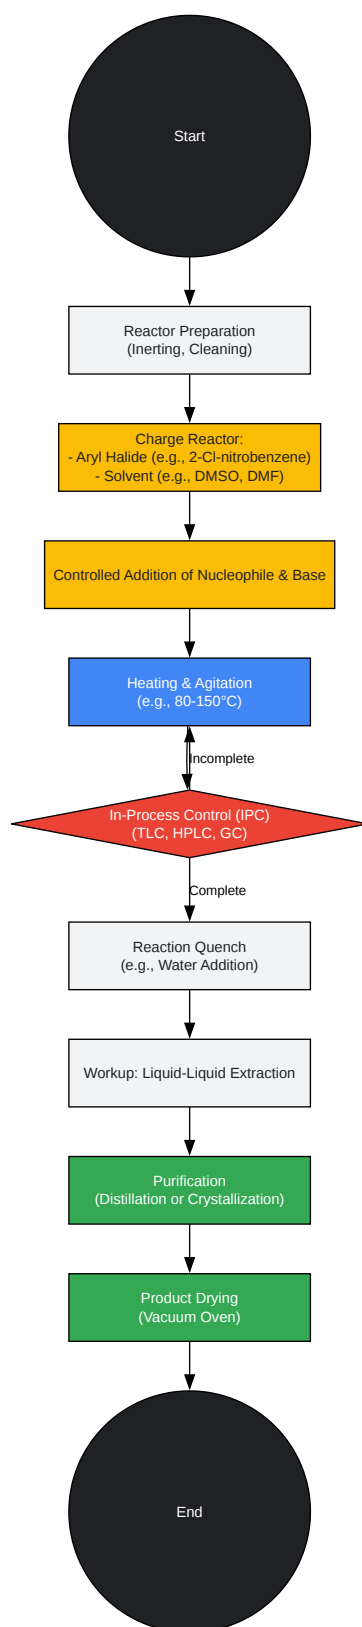 Start
Reactor Preparation
(Inerting, Cleaning)
Charge Reactor:
- Aryl Halide (e.g., 2-Cl-nitrobenzene)
- Solvent (e.g., DMSO, DMF)
Controlled Addition of Nucleophile & Base
Heating & Agitation
(e.g., 80-150°C)
Incomplete
In-Process Control (IPC)
(TLC, HPLC, GC)
Complete
Reaction Quench
(e.g., Water Addition)
Workup: Liquid-Liquid Extraction
Purification
(Distillation or Crystallization)
Product Drying
(Vacuum Oven)
End